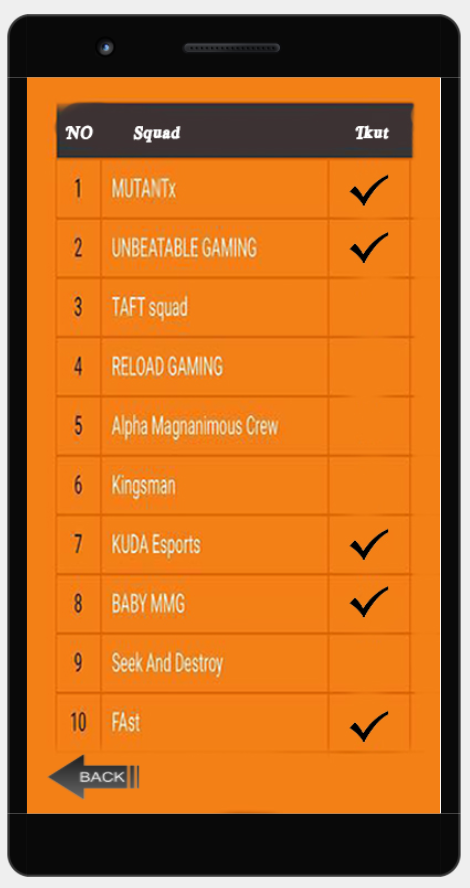 NO Squad Ikut
1 MUTANTx ✓
2 UNBEATABLE GAMING ✓
3 TAFT squad
4 RELOAD GAMING
5 Alpha Magnanimous Crew
6 Kingsman
7 KUDA Esports ✓
8 BABY MMG ✓
9 Seek And Destroy
10 FAst ✓
BACK